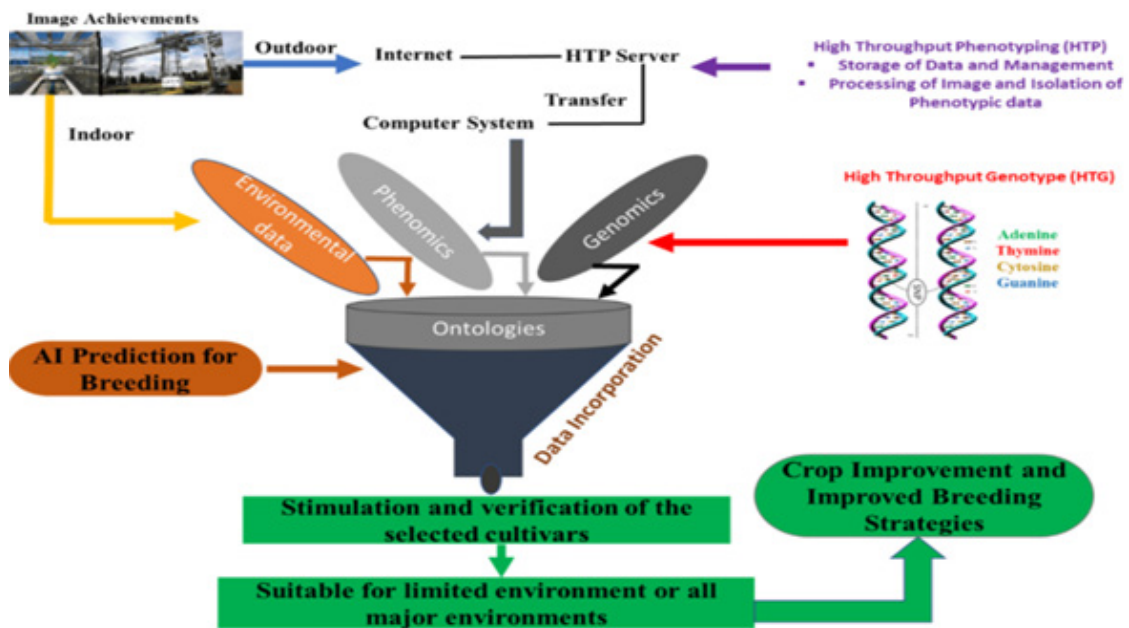 Image Achievements
Outdoor
Internet
HTP Server
Transfer
Computer System
Indoor
High Throughput Phenotyping (HTP)
▪ Storage of Data and Management
▪ Processing of Image and Isolation of
Phenotypic data
Environmental
data
Phenomics
Genomics
High Throughput Genotype (HTG)
Adenine
Thymine
Cytosine
Guanine
SNP
Ontologies
AI Prediction for
Breeding
Data Incorporation
Stimulation and verification of the
selected cultivars
Suitable for limited environment or all
major environments
Crop Improvement and
Improved Breeding
Strategies